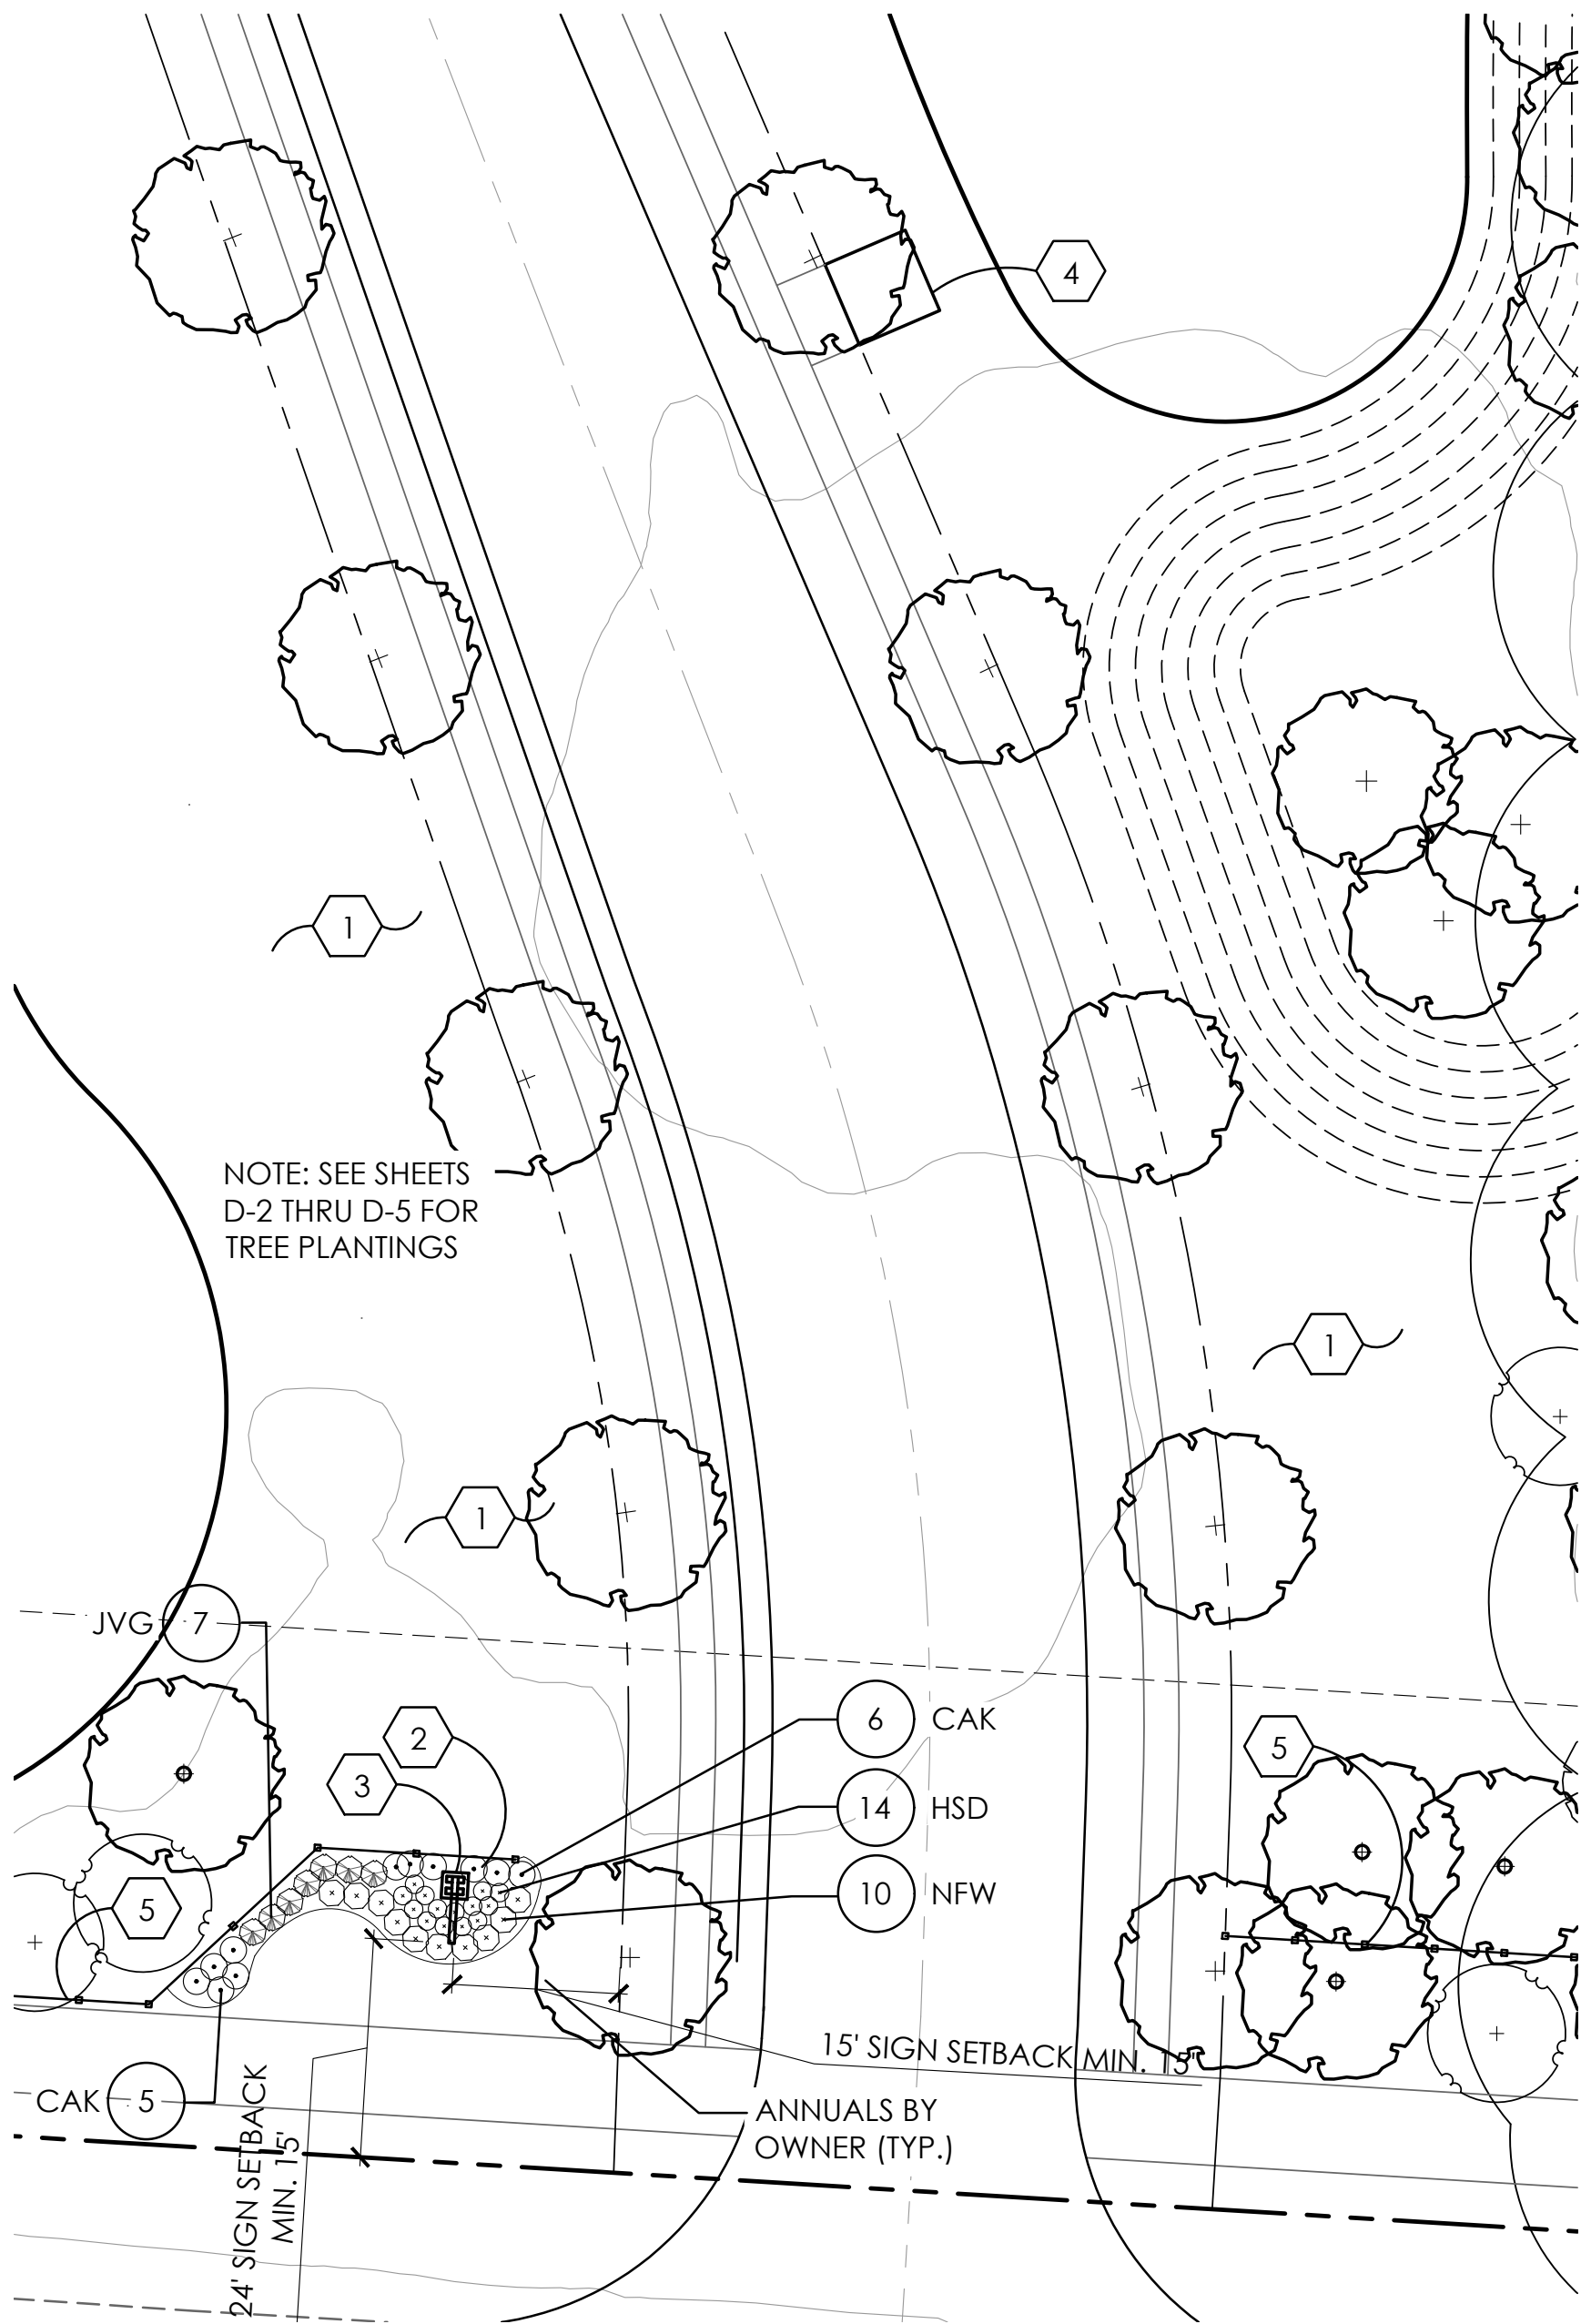 4
1
NOTE: SEE SHEETS
D-2 THRU D-5 FOR
TREE PLANTINGS
1
1
JVG 7
2
3
6 CAK
14 HSD
10 NFW
5
5
15' SIGN SETBACK MIN. 15'
CAK 5
24' SIGN SETBACK
MIN. 15'
ANNUALS BY
OWNER (TYP.)